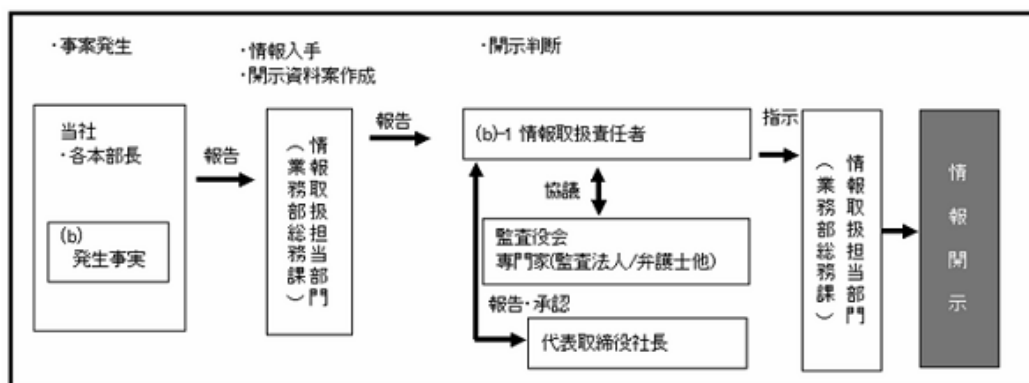 ・事案発生
・情報入手
・開示資料案作成
・開示判断
当社
・各本部長
(b)
発生事実
報告
情報取扱担当部門
（業務部総務課）
報告
(b)-1 情報取扱責任者
協議
監査役会
専門家(監査法人/弁護士他)
報告・承認
代表取締役社長
指示
情報取扱担当部門
（業務部総務課）
情報開示